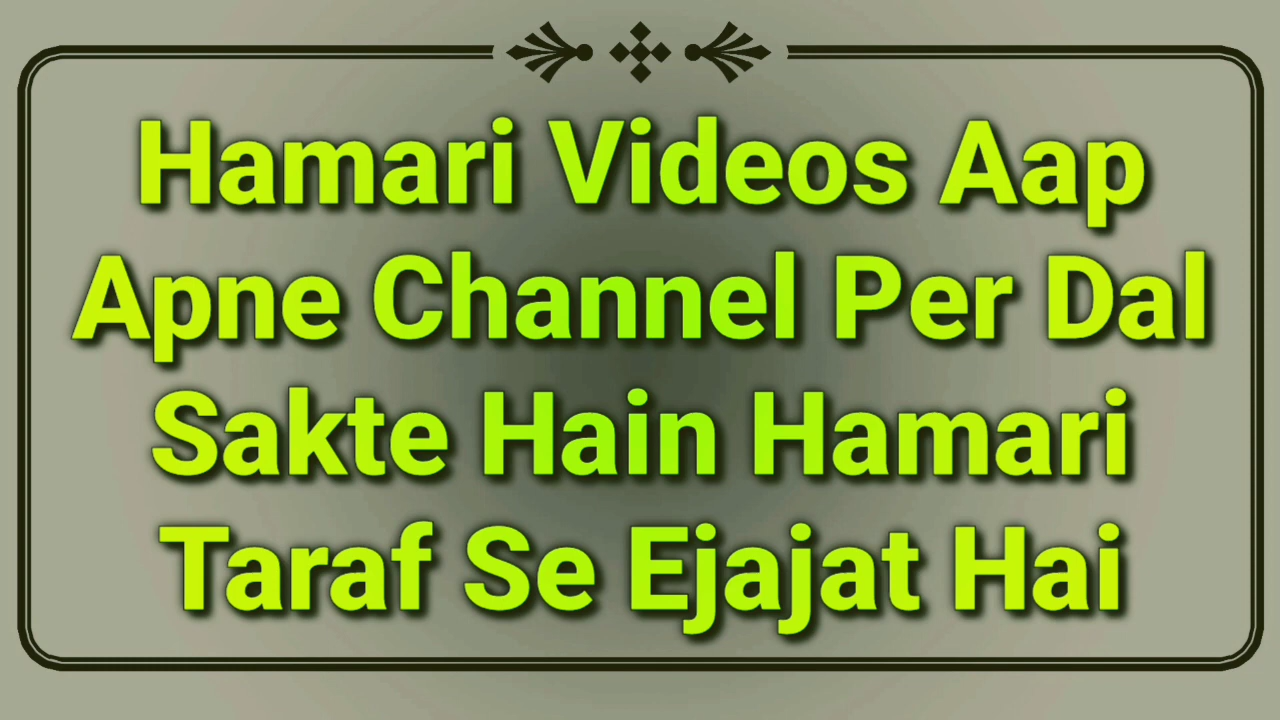 Hamari Videos Aap
Apne Channel Per Dal
Sakte Hain Hamari
Taraf Se Ejajat Hai